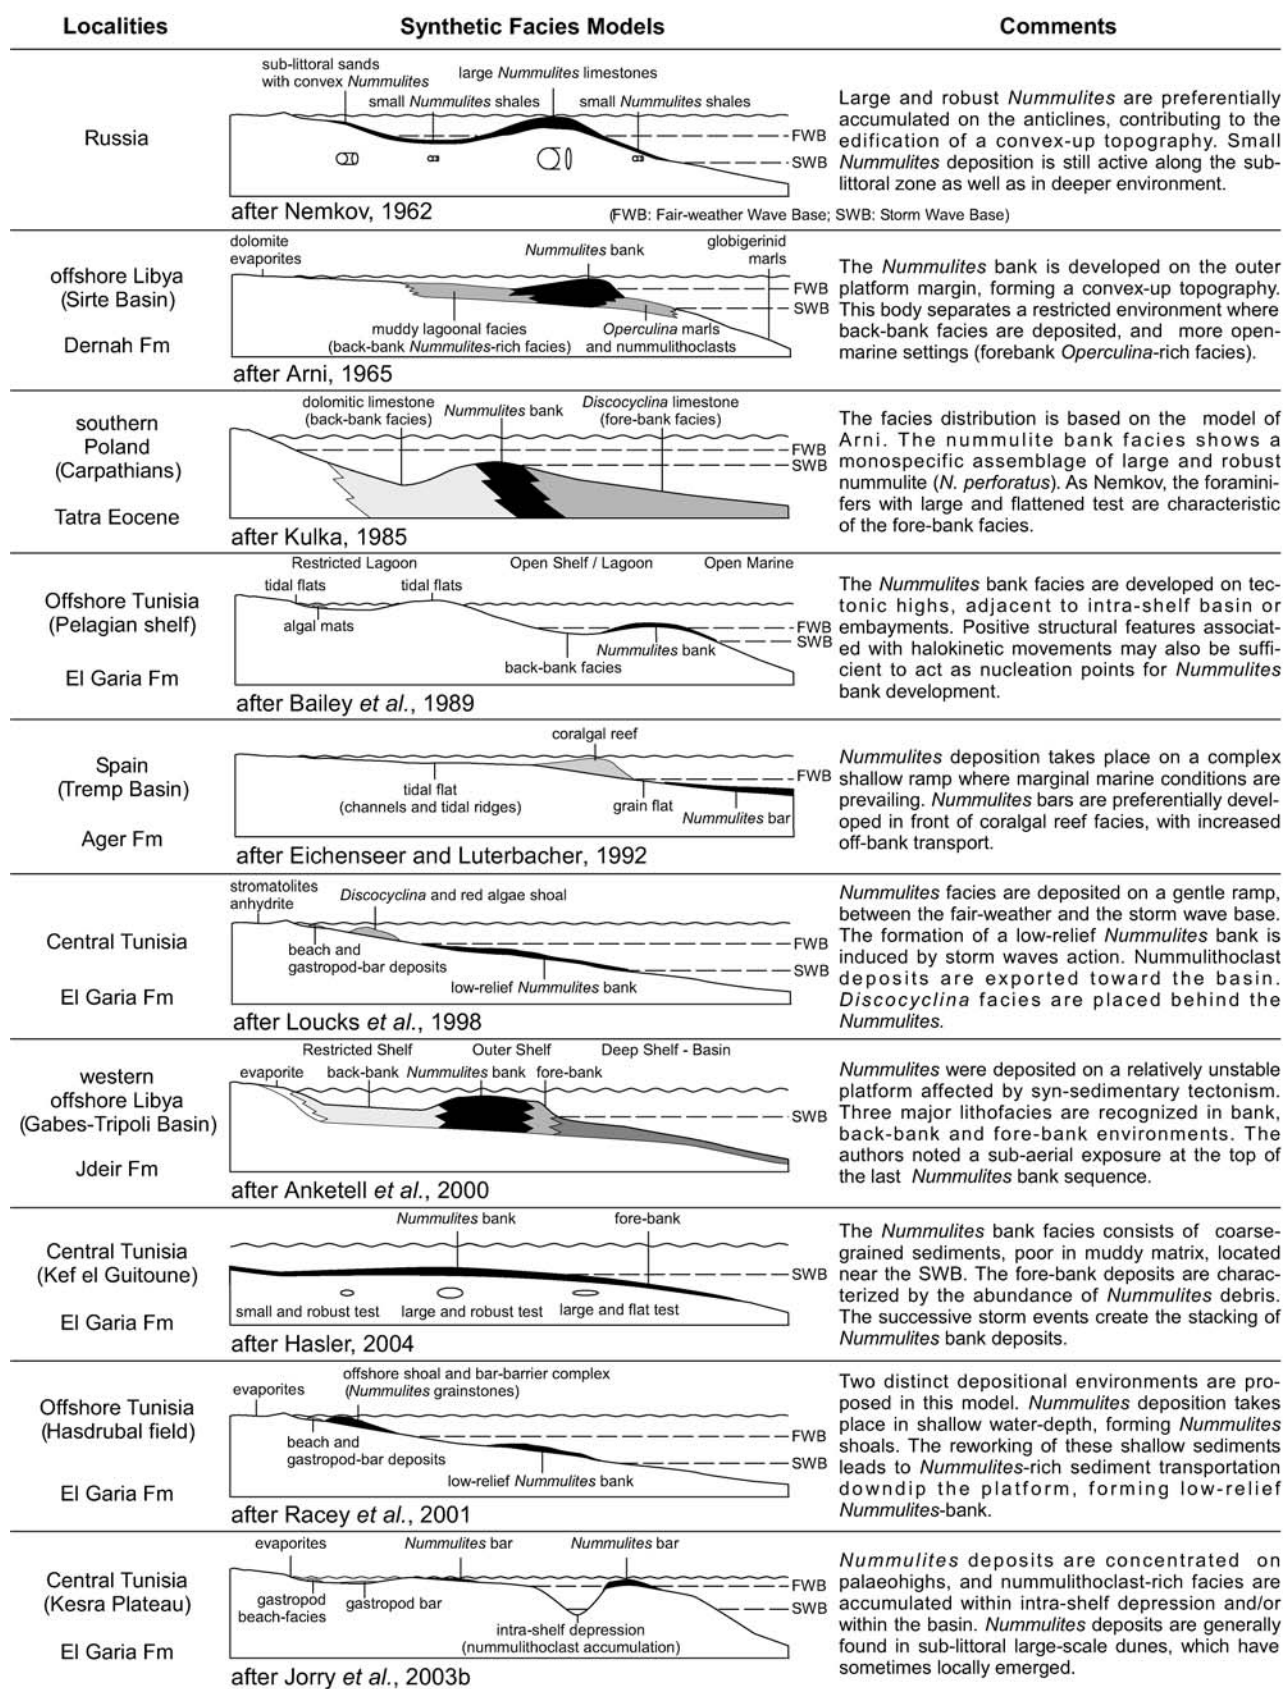 Localities
Synthetic Facies Models
Comments
Russia
sub-littoral sands
with convex Nummulites
large Nummulites limestones
small Nummulites shales
small Nummulites shales
FWB
SWB
after Nemkov, 1962
(FWB: Fair-weather Wave Base; SWB: Storm Wave Base)
Large and robust Nummulites are preferentially
accumulated on the anticlines, contributing to the
edification of a convex-up topography. Small
Nummulites deposition is still active along the sub-
littoral zone as well as in deeper environment.
offshore Libya
(Sirte Basin)
Dernah Fm
dolomite
evaporites
Nummulites bank
globigerinid
marls
FWB
SWB
muddy lagoonal facies
(back-bank Nummulites-rich facies)
Operculina marls
and nummulithoclasts
after Arni, 1965
The Nummulites bank is developed on the outer
platform margin, forming a convex-up topography.
This body separates a restricted environment where
back-bank facies are deposited, and more open-
marine settings (forebank Operculina-rich facies).
southern
Poland
(Carpathians)
Tatra Eocene
dolomitic limestone
(back-bank facies)
Nummulites bank
Discocyclina limestone
(fore-bank facies)
FWB
SWB
after Kulka, 1985
The facies distribution is based on the model of
Arni. The nummulite bank facies shows a
monospecific assemblage of large and robust
nummulite (N. perforatus). As Nemkov, the foramini-
fers with large and flattened test are characteristic
of the fore-bank facies.
Offshore Tunisia
(Pelagian shelf)
El Garia Fm
Restricted Lagoon
Open Shelf / Lagoon
Open Marine
tidal flats
tidal flats
algal mats
FWB
SWB
Nummulites bank
back-bank facies
after Bailey et al., 1989
The Nummulites bank facies are developed on tec-
tonic highs, adjacent to intra-shelf basin or
embayments. Positive structural features associat-
ed with halokinetic movements may also be suffi-
cient to act as nucleation points for Nummulites
bank development.
Spain
(Tremp Basin)
Ager Fm
coralgal reef
FWB
tidal flat
(channels and tidal ridges)
grain flat
Nummulites bar
after Eichenseer and Luterbacher, 1992
Nummulites deposition takes place on a complex
shallow ramp where marginal marine conditions are
prevailing. Nummulites bars are preferentially devel-
oped in front of coralgal reef facies, with increased
off-bank transport.
Central Tunisia
El Garia Fm
stromatolites
anhydrite
Discocyclina and red algae shoal
FWB
SWB
beach and
gastropod-bar deposits
low-relief Nummulites bank
after Loucks et al., 1998
Nummulites facies are deposited on a gentle ramp,
between the fair-weather and the storm wave base.
The formation of a low-relief Nummulites bank is
induced by storm waves action. Nummulithoclast
deposits are exported toward the basin.
Discocyclina facies are placed behind the
Nummulites.
western
offshore Libya
(Gabes-Tripoli Basin)
Jdeir Fm
Restricted Shelf
Outer Shelf
Deep Shelf - Basin
evaporite
back-bank
Nummulites bank
fore-bank
SWB
after Anketell et al., 2000
Nummulites were deposited on a relatively unstable
platform affected by syn-sedimentary tectonism.
Three major lithofacies are recognized in bank,
back-bank and fore-bank environments. The
authors noted a sub-aerial exposure at the top of
the last Nummulites bank sequence.
Central Tunisia
(Kef el Guitoune)
El Garia Fm
Nummulites bank
fore-bank
SWB
small and robust test
large and robust test
large and flat test
after Hasler, 2004
The Nummulites bank facies consists of coarse-
grained sediments, poor in muddy matrix, located
near the SWB. The fore-bank deposits are charac-
terized by the abundance of Nummulites debris.
The successive storm events create the stacking of
Nummulites bank deposits.
Offshore Tunisia
(Hasdrubal field)
El Garia Fm
evaporites
offshore shoal and bar-barrier complex
(Nummulites grainstones)
FWB
SWB
beach and
gastropod-bar deposits
low-relief Nummulites bank
after Racey et al., 2001
Two distinct depositional environments are pro-
posed in this model. Nummulites deposition takes
place in shallow water-depth, forming Nummulites
shoals. The reworking of these shallow sediments
leads to Nummulites-rich sediment transportation
downdip the platform, forming low-relief
Nummulites-bank.
Central Tunisia
(Kesra Plateau)
El Garia Fm
evaporites
Nummulites bar
Nummulites bar
FWB
SWB
gastropod
beach-facies
gastropod bar
intra-shelf depression
(nummulithoclast accumulation)
after Jorry et al., 2003b
Nummulites deposits are concentrated on
palaeohighs, and nummulithoclast-rich facies are
accumulated within intra-shelf depression and/or
within the basin. Nummulites deposits are generally
found in sub-littoral large-scale dunes, which have
sometimes locally emerged.